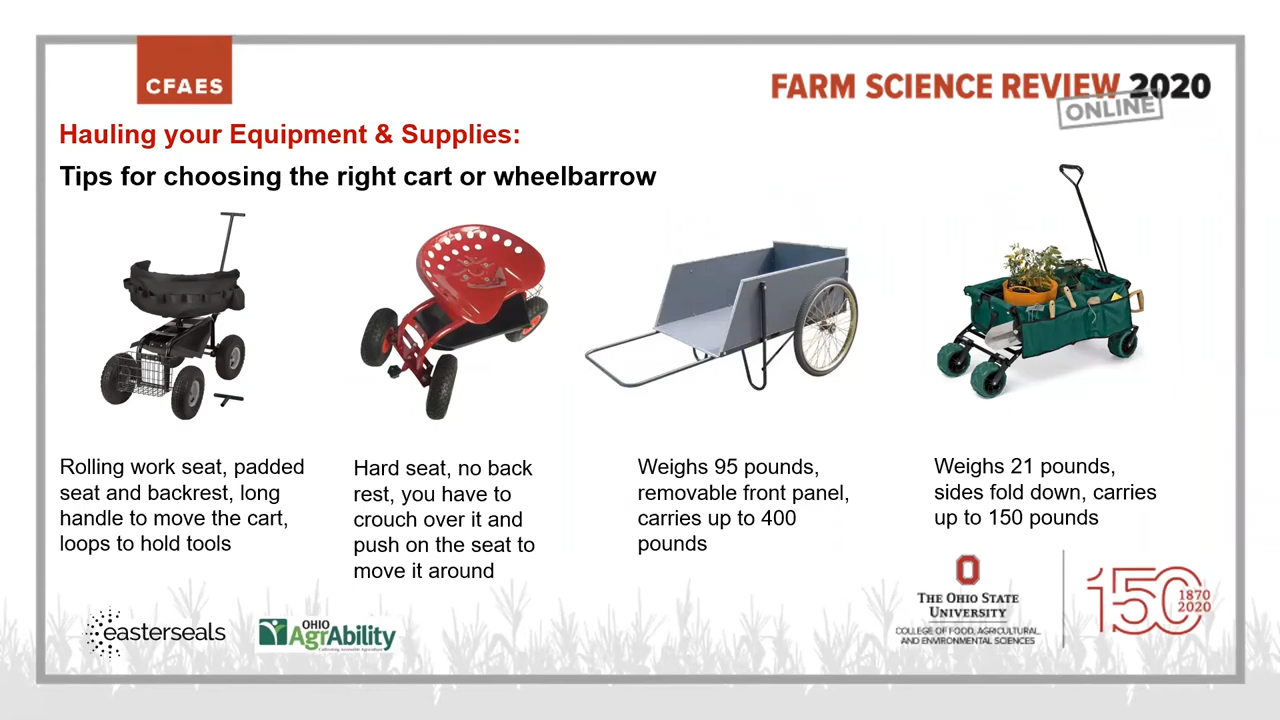 CFAES
FARM SCIENCE REVIEW 2020
ONLINE
Hauling your Equipment & Supplies:
Tips for choosing the right cart or wheelbarrow
Rolling work seat, padded
seat and backrest, long
handle to move the cart,
loops to hold tools
Hard seat, no back
rest, you have to
crouch over it and
push on the seat to
move it around
Weighs 95 pounds,
removable front panel,
carries up to 400
pounds
Weighs 21 pounds,
sides fold down, carries
up to 150 pounds
easterseals
OHIO
AgrAbility
THE OHIO STATE
UNIVERSITY
COLLEGE OF FOOD, AGRICULTURAL,
AND ENVIRONMENTAL SCIENCES
150
1870
2020